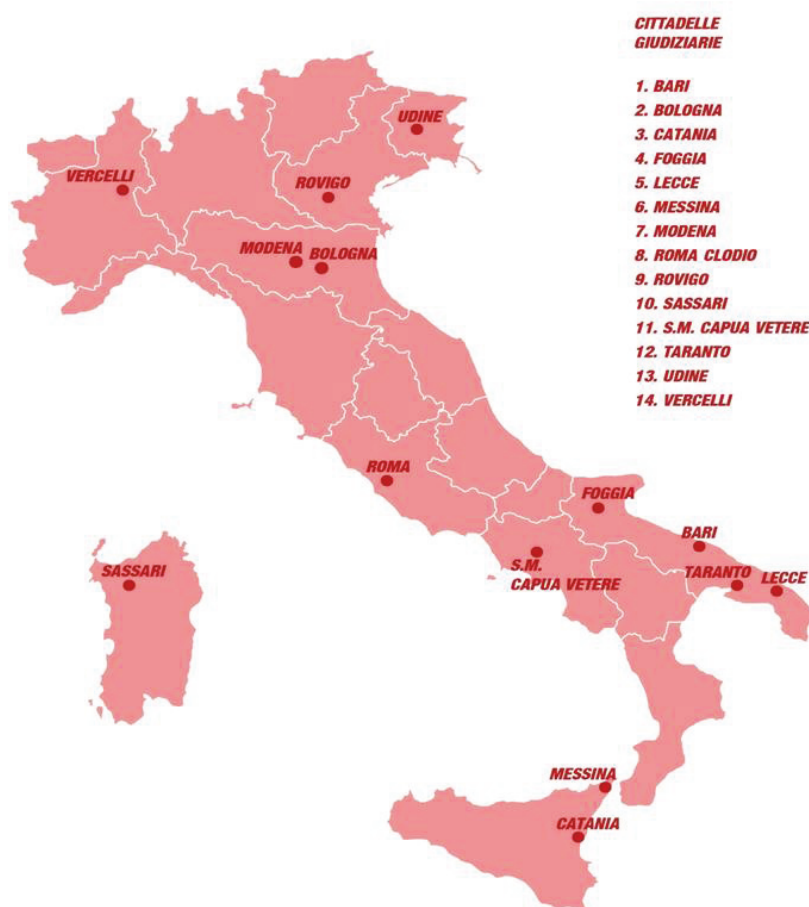 CITTADELLE
GIUDIZIARIE
1. BARI
2. BOLOGNA
3. CATANIA
4. FOGGIA
5. LECCE
6. MESSINA
7. MODENA
8. ROMA CLODIO
9. ROVIGO
10. SASSARI
11. S.M. CAPUA VETERE
12. TARANTO
13. UDINE
14. VERCELLI
UDINE
VERCELLI
ROVIGO
MODENA
BOLOGNA
ROMA
FOGGIA
BARI
S.M.
CAPUA VETERE
TARANTO
LECCE
SASSARI
MESSINA
CATANIA